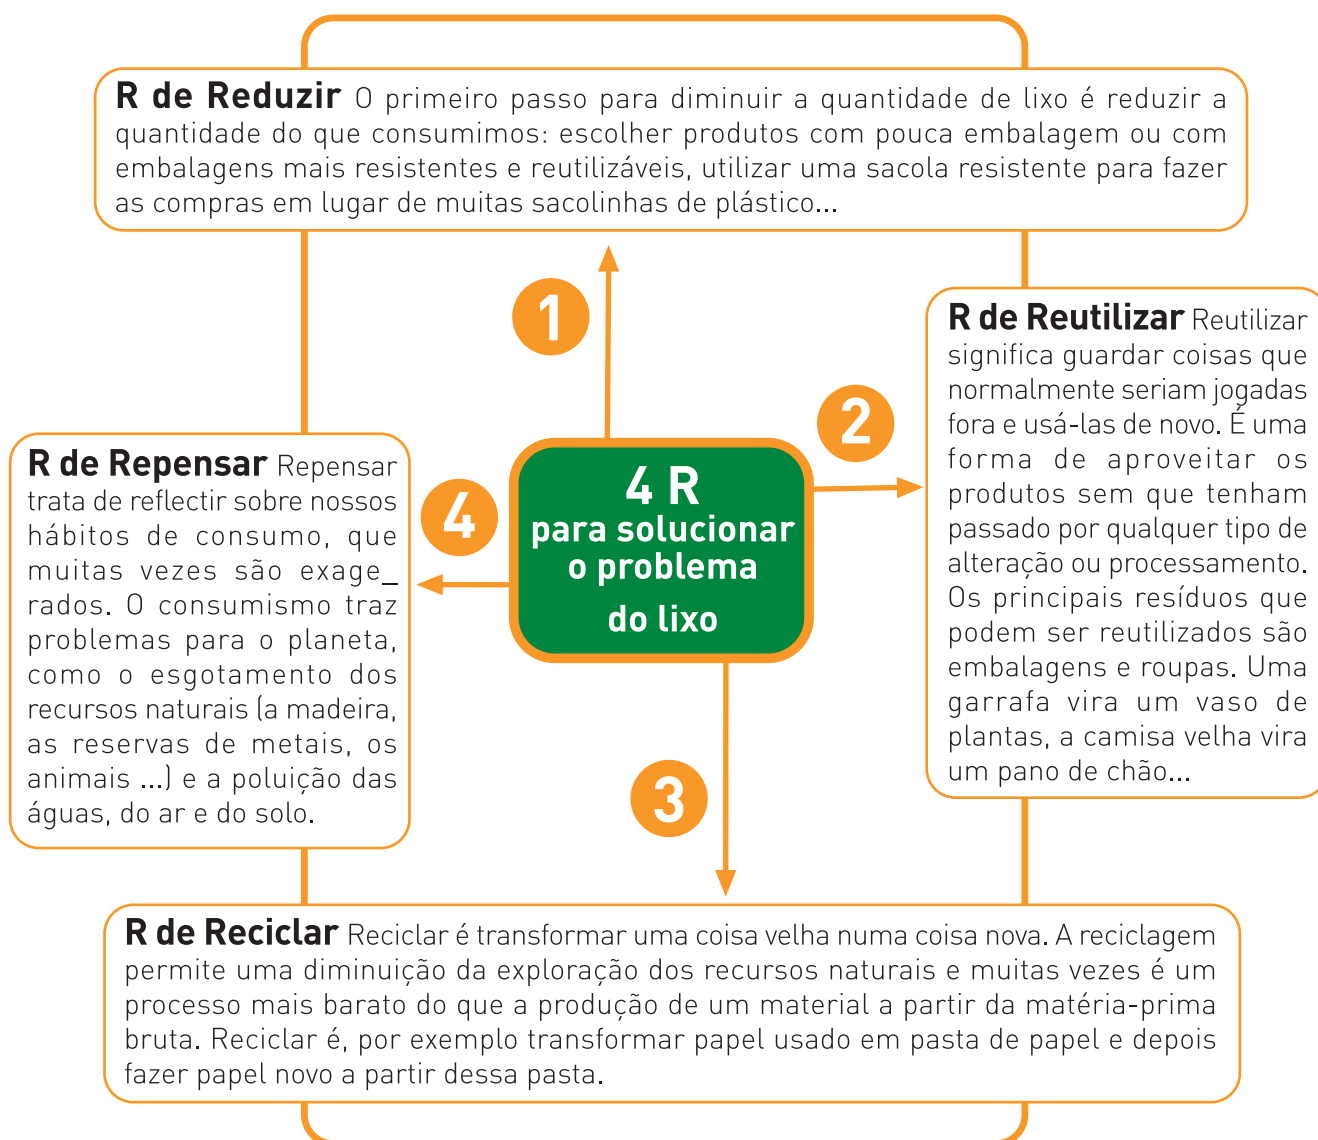 R de Reduzir O primeiro passo para diminuir a quantidade de lixo é reduzir a
quantidade do que consumimos: escolher produtos com pouca embalagem ou com
embalagens mais resistentes e reutilizáveis, utilizar uma sacola resistente para fazer
as compras em lugar de muitas sacolinhas de plástico...
1
2
R de Reutilizar Reutilizar
significa guardar coisas que
normalmente seriam jogadas
fora e usá-las de novo. É uma
forma de aproveitar os
produtos sem que tenham
passado por qualquer tipo de
alteração ou processamento.
Os principais resíduos que
podem ser reutilizados são
embalagens e roupas. Uma
garrafa vira um vaso de
plantas, a camisa velha vira
um pano de chão...
4 R
para solucionar
o problema
do lixo
4
R de Repensar Repensar
trata de reflectir sobre nossos
hábitos de consumo, que
muitas vezes são exage_
rados. O consumismo traz
problemas para o planeta,
como o esgotamento dos
recursos naturais (a madeira,
as reservas de metais, os
animais ...) e a poluição das
águas, do ar e do solo.
3
R de Reciclar Reciclar é transformar uma coisa velha numa coisa nova. A reciclagem
permite uma diminuição da exploração dos recursos naturais e muitas vezes é um
processo mais barato do que a produção de um material a partir da matéria-prima
bruta. Reciclar é, por exemplo transformar papel usado em pasta de papel e depois
fazer papel novo a partir dessa pasta.